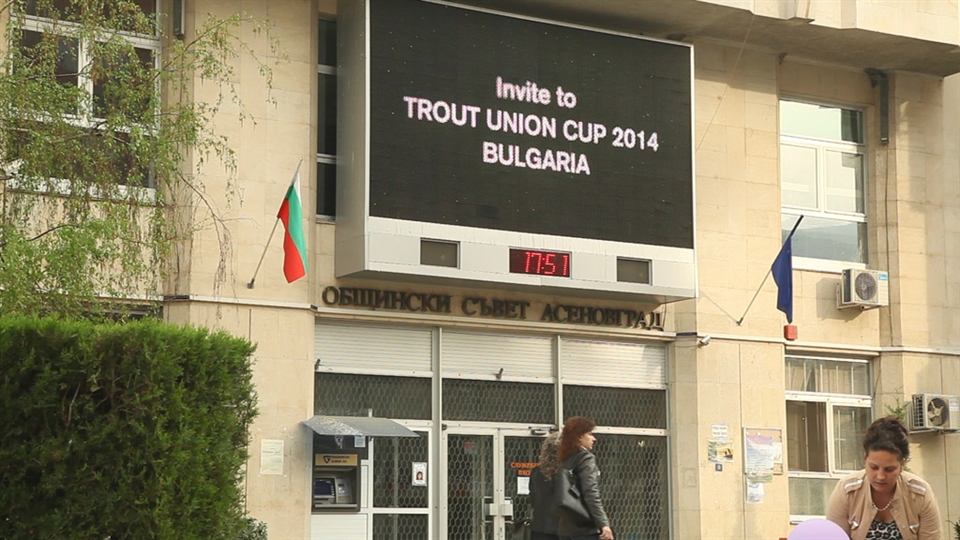 Invite to
TROUT UNION CUP 2014
BULGARIA
17:51
ОБЩИНСКИ СЪВЕТ АСЕНОВГРАД